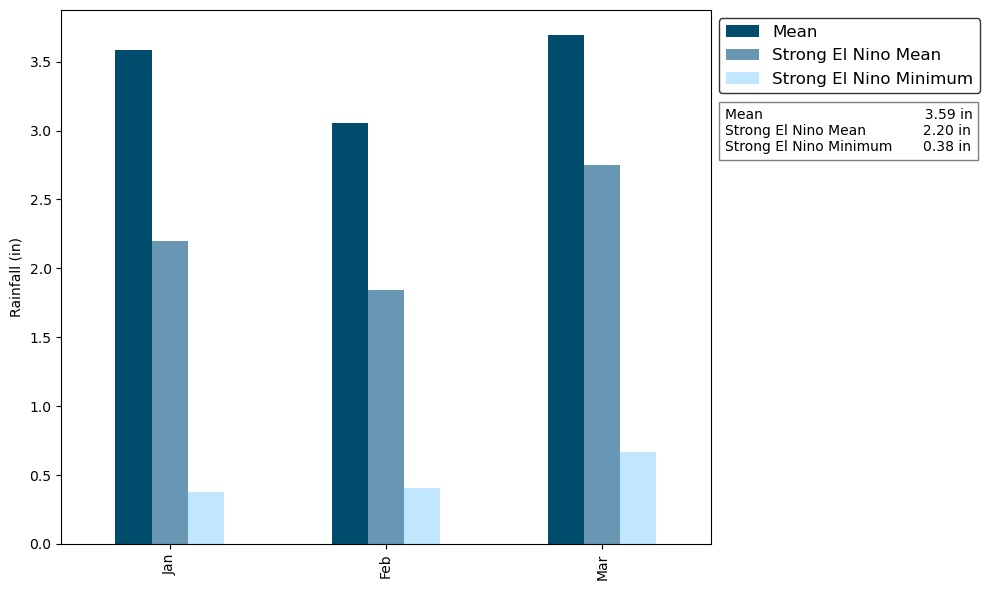 Mean
Strong El Nino Mean
Strong El Nino Minimum
Mean 3.59 in
Strong El Nino Mean 2.20 in
Strong El Nino Minimum 0.38 in
Rainfall (in)
3.5
3.0
2.5
2.0
1.5
1.0
0.5
0.0
Jan
Feb
Mar